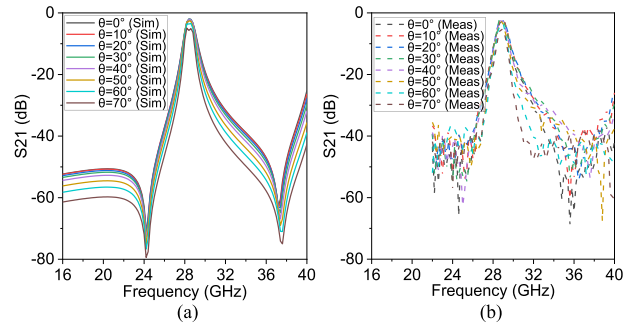 S21 (dB)
0
-20
-40
-60
-80
θ=0° (Sim)
θ=10° (Sim)
θ=20° (Sim)
θ=30° (Sim)
θ=40° (Sim)
θ=50° (Sim)
θ=60° (Sim)
θ=70° (Sim)
16 20 24 28 32 36 40
Frequency (GHz)
(a)
S21 (dB)
0
-20
-40
-60
-80
θ=0° (Meas)
θ=10° (Meas)
θ=20° (Meas)
θ=30° (Meas)
θ=40° (Meas)
θ=50° (Meas)
θ=60° (Meas)
θ=70° (Meas)
16 20 24 28 32 36 40
Frequency (GHz)
(b)